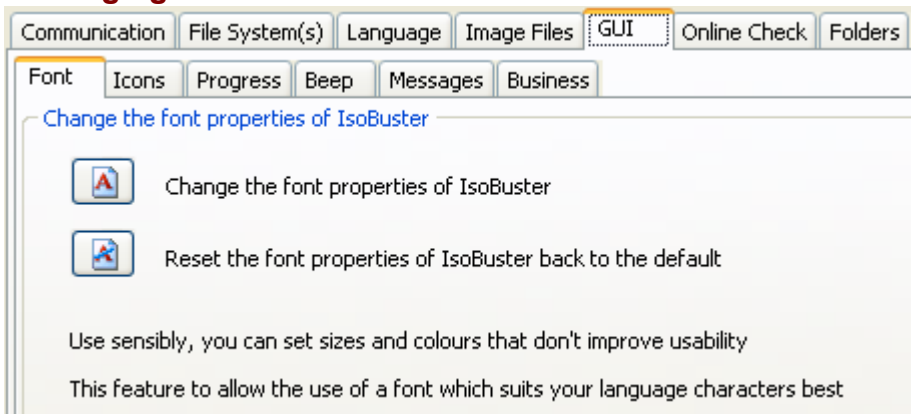 Communication File System(s) Language Image Files GUI Online Check Folders
Font Icons Progress Beep Messages Business
Change the font properties of IsoBuster
Change the font properties of IsoBuster
Reset the font properties of IsoBuster back to the default
Use sensibly, you can set sizes and colours that don't improve usability
This feature to allow the use of a font which suits your language characters best